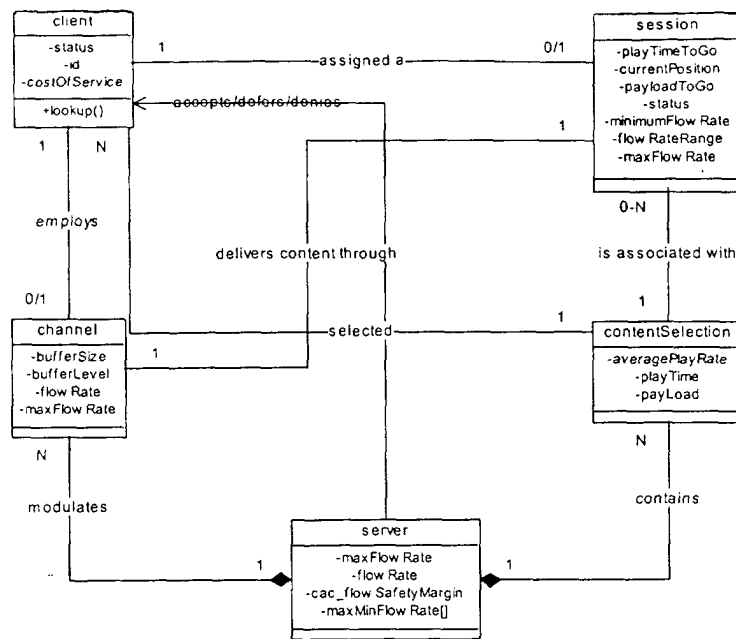 client
-status
-id
-costOfService
+lookup()
session
-playTimeToGo
-currentPosition
+payloadToGo
-status
-minimumFlow Rate
-flow RateRange
-maxFlow Rate
1
assigned a
0/1
accepts/defers/denies
1
N
1
0-N
employs
delivers content through
is associated with
0/1
1
1
selected
channel
-bufferSize
-bufferLevel
-flow Rate
-maxFlow Rate
1
contentSelection
-averagePlayRate
-playTime
-payLoad
N
N
modulates
contains
1
1
server
-maxFlow Rate
-flow Rate
-cac_flow SafetyMargin
-maxMinFlow Rate[]